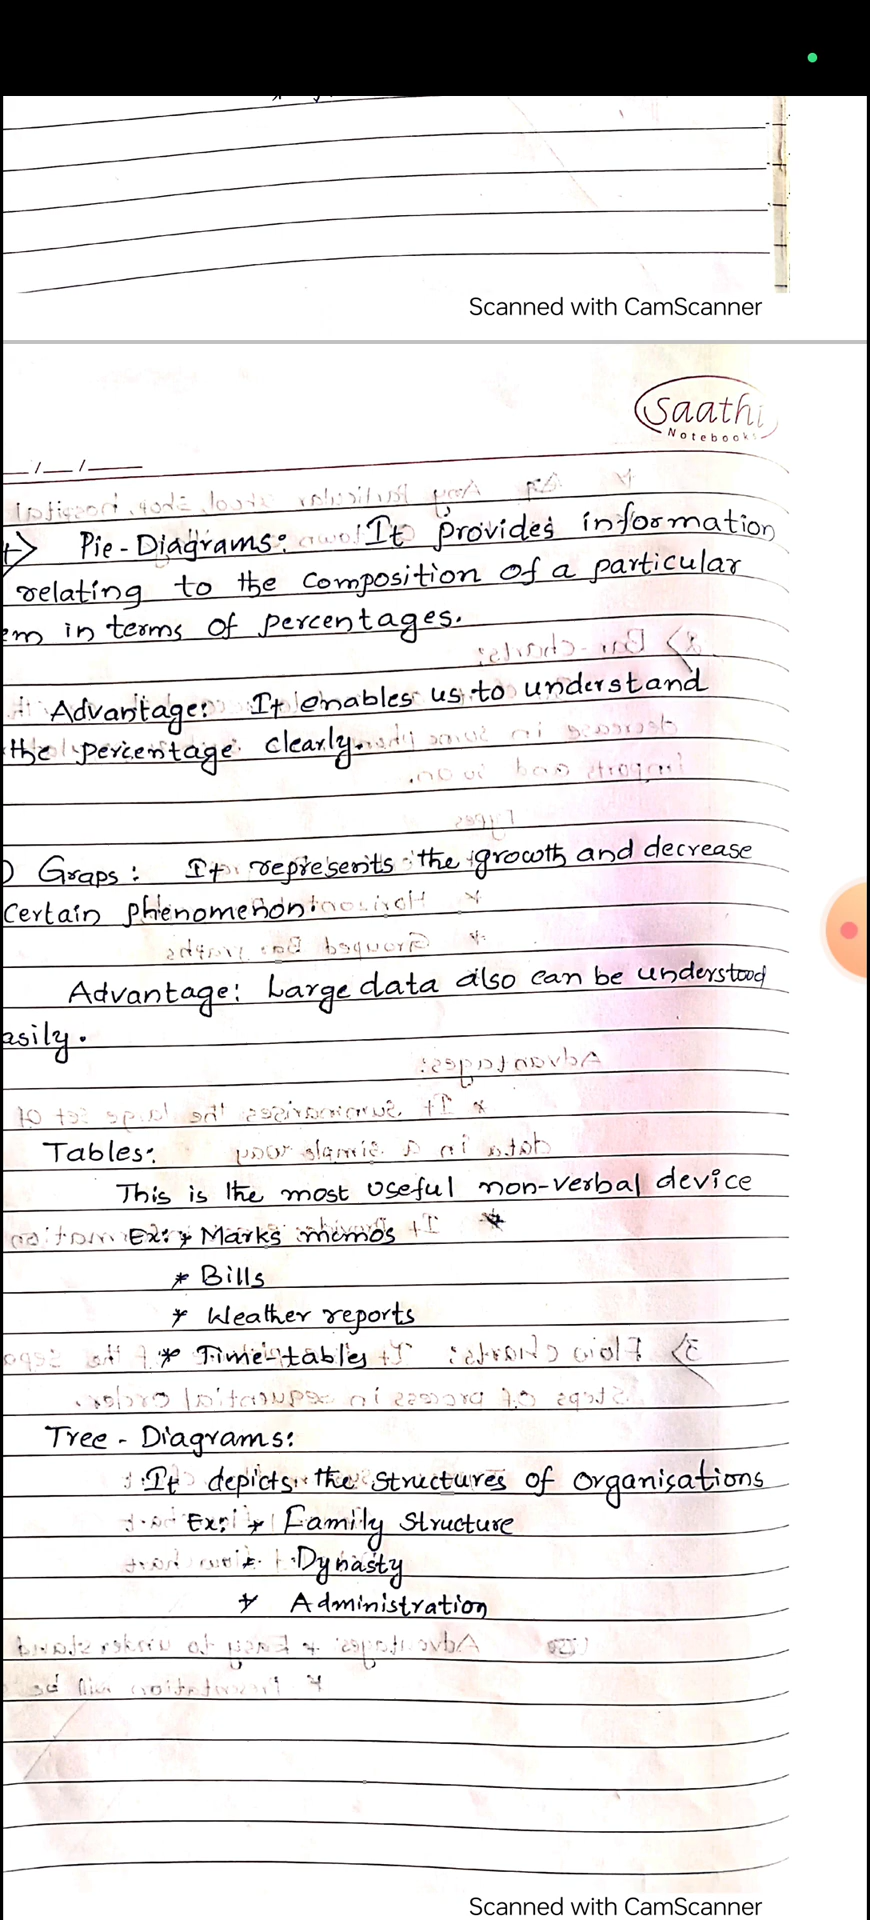 Scanned with CamScanner
Saathi
Notebook
_/_/_
Pie-Diagrams: It provides information
relating to the composition of a particular
em in terms of percentages.
Advantage: It enables us to understand
the percentage clearly.
Graps: It represents the growth and decrease
Certain phenomenon.
Advantage: Large data also can be understood
asily.
Tables:
This is the most useful non-verbal device
Ex: * Marks memos
* Bills
* Weather reports
* Time-tables
Tree - Diagrams:
It depicts the structures of organisations
Ex: * Family Structure
* Dynasty
* Administration
Scanned with CamScanner